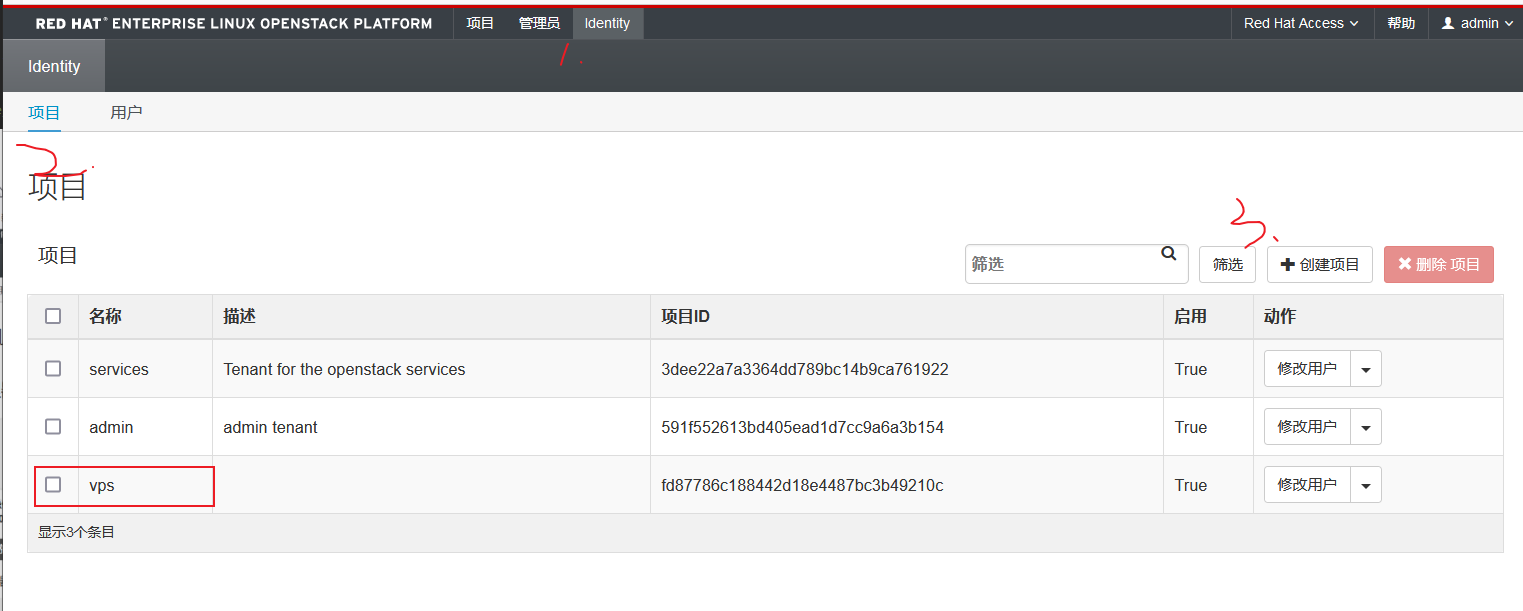 RED HAT® ENTERPRISE LINUX OPENSTACK PLATFORM 项目 管理员 Identity Red Hat Access 帮助 admin
1.
Identity
项目 用户
2.
项目
3.
项目 筛选 筛选 创建项目 删除 项目
名称 描述 项目ID 启用 动作
services Tenant for the openstack services 3dee22a7a3364dd789bc14b9ca761922 True 修改用户
admin admin tenant 591f552613bd405ead1d7cc9a6a3b154 True 修改用户
vps fd87786c188442d18e4487bc3b49210c True 修改用户
显示3个条目